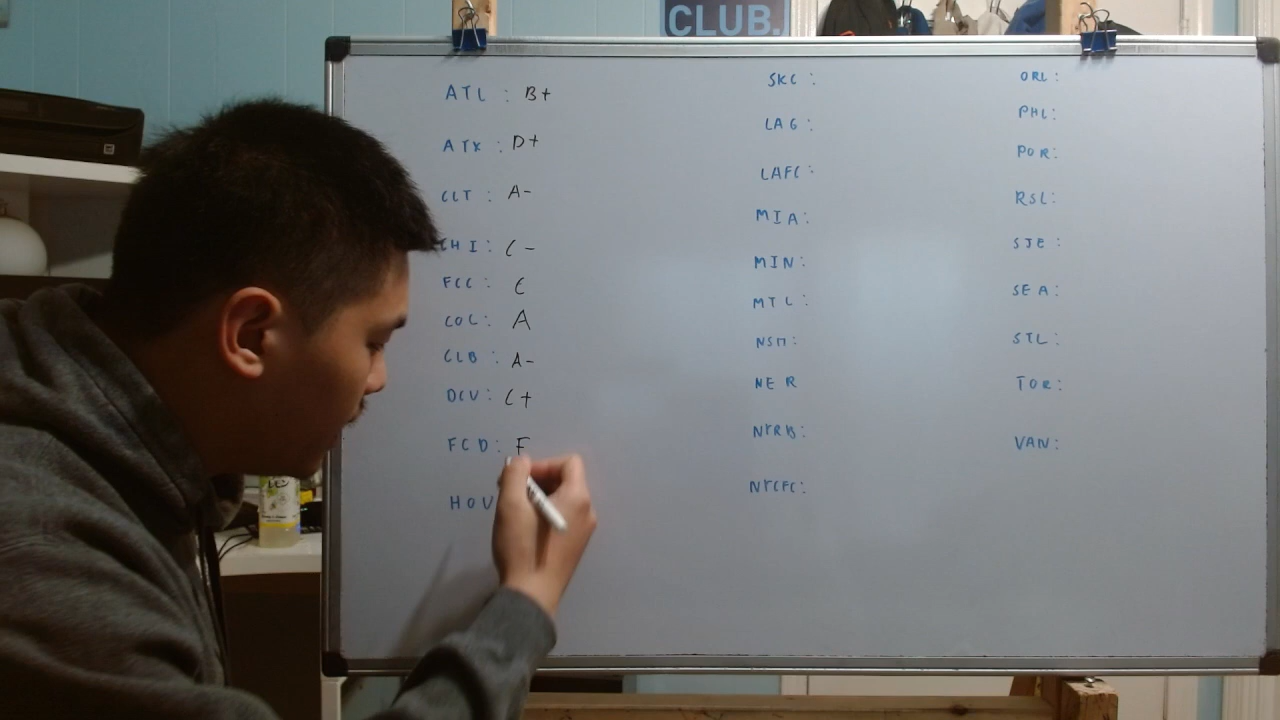 CLUB.
ATL : B+
ATX : D+
CLT : A-
CHI : C-
FCC : C
COL : A
CLB : A-
DCU : C+
FCD : F
HOU
SKC :
LAG :
LAFC :
MIA :
MIN :
MTL :
NSH :
NER
NYRB :
NYCFC :
ORL :
PHL :
POR :
RSL :
SJE :
SEA :
STL :
TOR :
VAN :